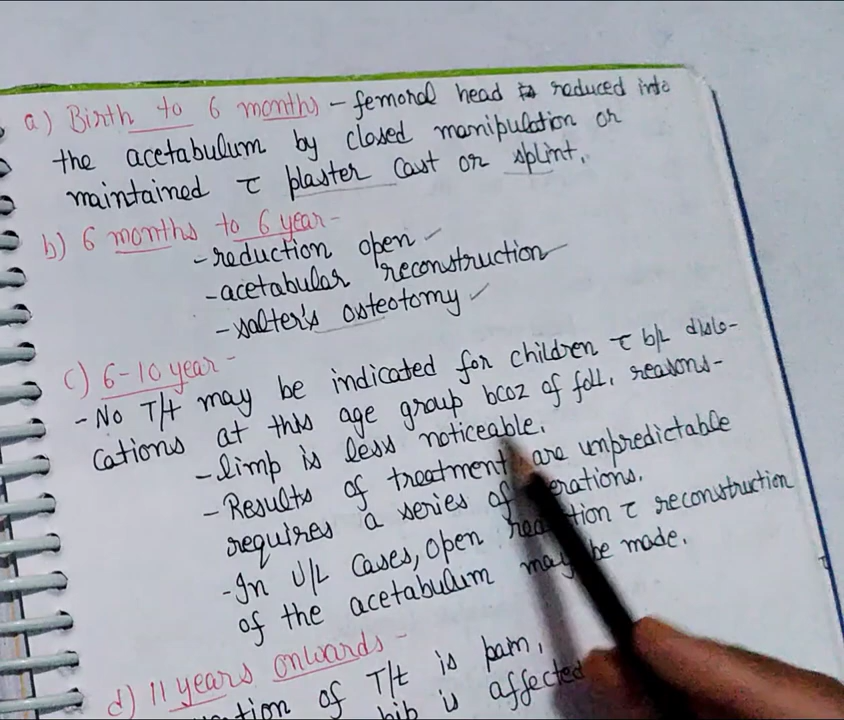 a) Birth to 6 months - femoral head is reduced into
the acetabulum by closed manipulation or
maintained τ plaster cast or splint.
b) 6 months to 6 year-
-reduction open ✓
-acetabular reconstruction
-salter's osteotomy ✓
c) 6-10 year-
- No T/t may be indicated for children τ b/L dislo-
cations at this age group bcoz of foll. reasons-
-limp is less noticeable.
- Results of treatment are unpredictable
requires a series of
-In U/L cases, open τ reconstruction
of the acetabulum may be made.
d) 11 years onwards -
of T/t is pain,
hip is affected